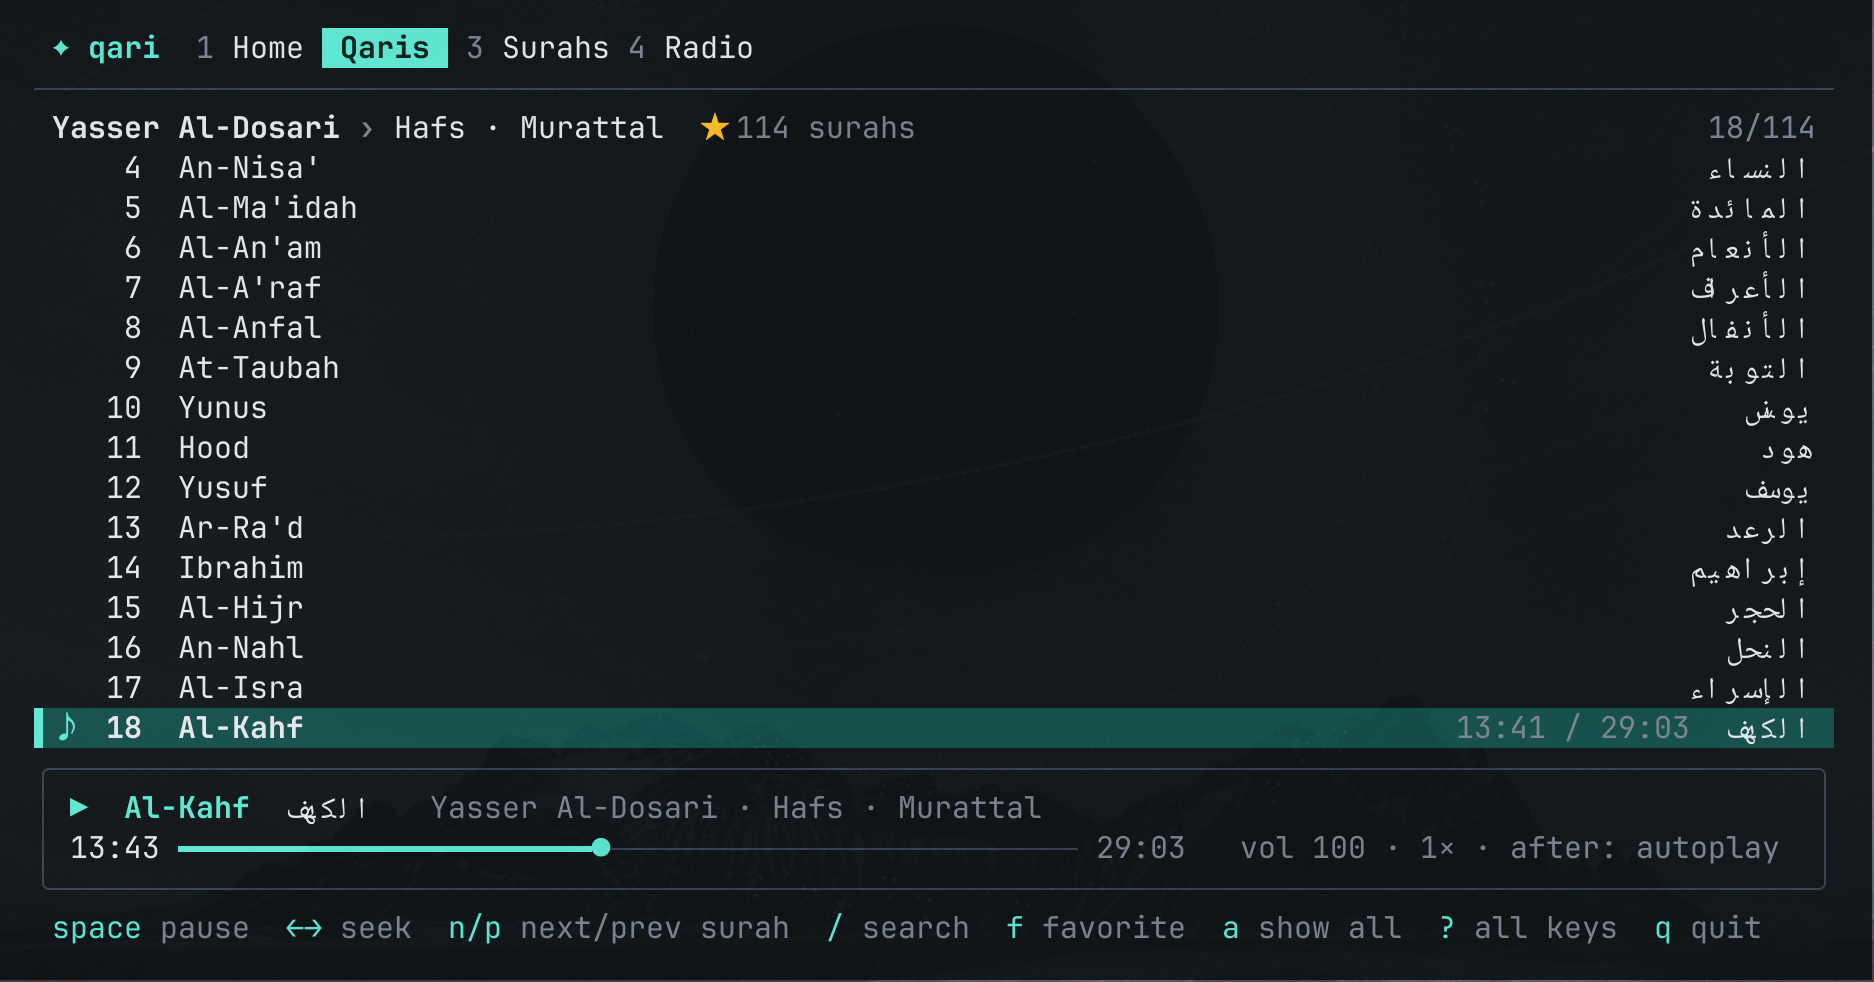 ✦ qari 1 Home Qaris 3 Surahs 4 Radio
Yasser Al-Dosari › Hafs · Murattal ★ 114 surahs 18/114
4 An-Nisa' النساء
5 Al-Ma'idah المائدة
6 Al-An'am الأنعام
7 Al-A'raf الأعراف
8 Al-Anfal الأنفال
9 At-Taubah التوبة
10 Yunus يونس
11 Hood هود
12 Yusuf يوسف
13 Ar-Ra'd الرعد
14 Ibrahim إبراهيم
15 Al-Hijr الحجر
16 An-Nahl النحل
17 Al-Isra الإسراء
♪ 18 Al-Kahf 13:41 / 29:03 الكهف
▶ Al-Kahf الكهف Yasser Al-Dosari · Hafs · Murattal
13:43 29:03 vol 100 · 1× · after: autoplay
space pause ←→ seek n/p next/prev surah / search f favorite a show all ? all keys q quit